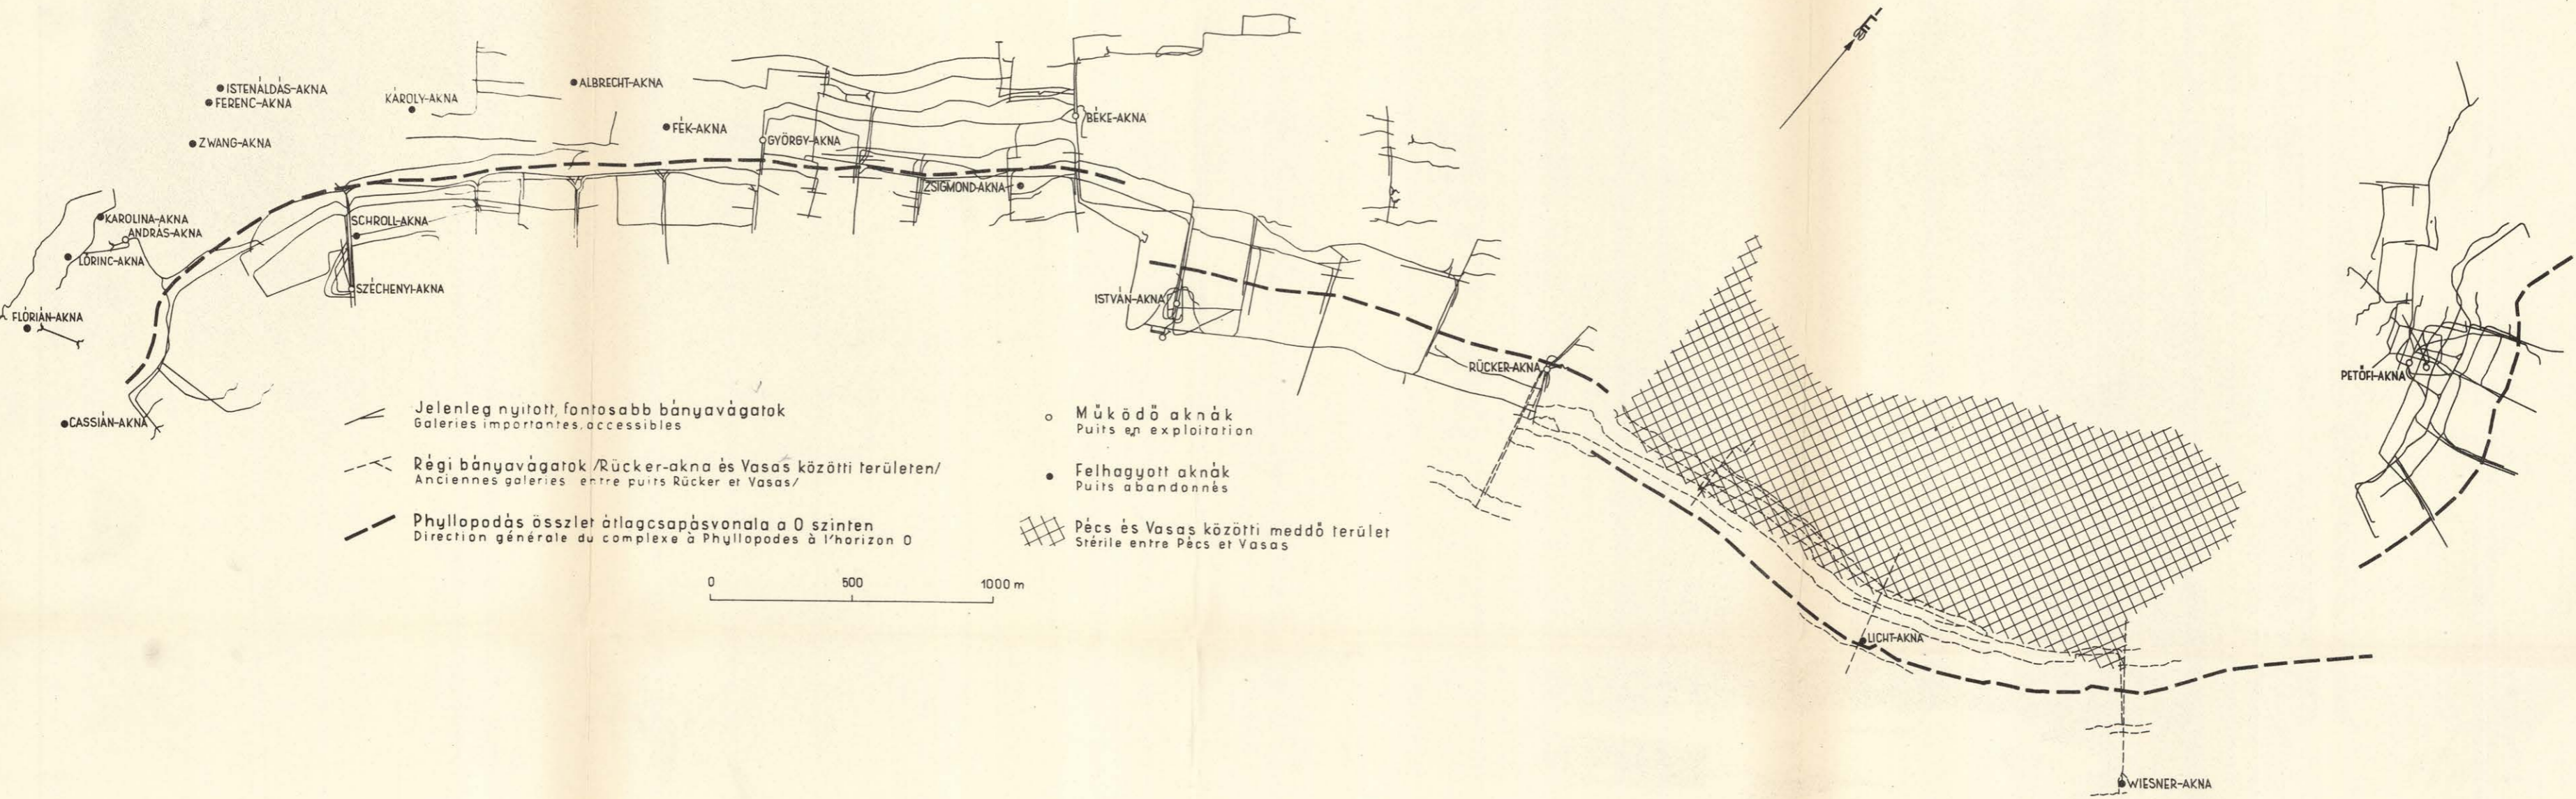 É
ISTENÁLDÁS-AKNA
FERENC-AKNA
ZWANG-AKNA
KÁROLY-AKNA
ALBRECHT-AKNA
FÉK-AKNA
GYÖRGY-AKNA
BÉKE-AKNA
ZSIGMOND-AKNA
KAROLINA-AKNA
ANDRÁS-AKNA
LŐRINC-AKNA
SCHROLL-AKNA
SZÉCHENYI-AKNA
FLÓRIÁN-AKNA
CASSIÁN-AKNA
ISTVÁN-AKNA
RÜCKER-AKNA
PETŐFI-AKNA
LICHT-AKNA
WIESNER-AKNA
Jelenleg nyitott, fontosabb bányavágatok
Galeries importantes, accessibles
Régi bányavágatok /Rücker-akna és Vasas közötti területen/
Anciennes galeries entre puits Rücker et Vasas/
Phyllopodás összlet átlagcsapásvonala a 0 szinten
Direction générale du complexe à Phyllopodes à l'horizon 0
Működő aknák
Puits en exploitation
Felhagyott aknák
Puits abandonnés
Pécs és Vasas közötti meddő terület
Stérile entre Pécs et Vasas
0 500 1000 m